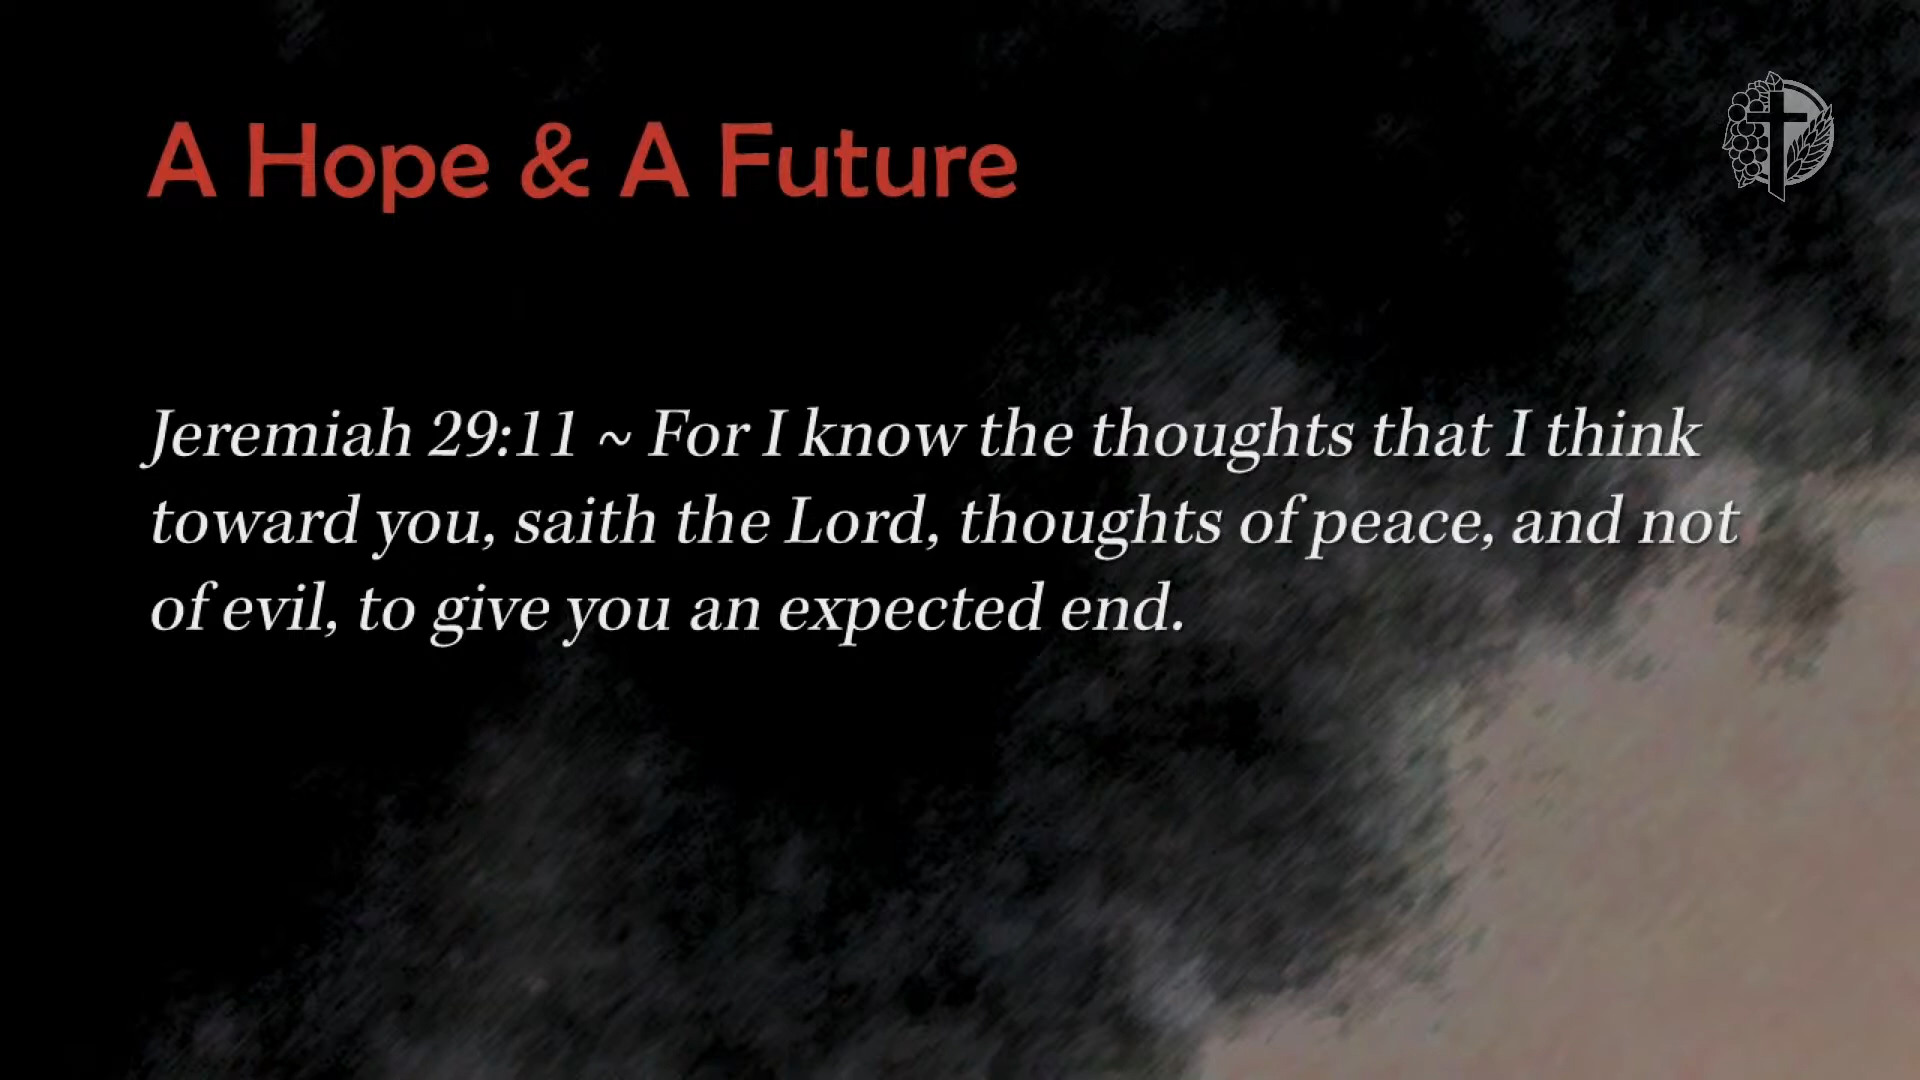 A Hope & A Future
Jeremiah 29:11 ~ For I know the thoughts that I think
toward you, saith the Lord, thoughts of peace, and not
of evil, to give you an expected end.